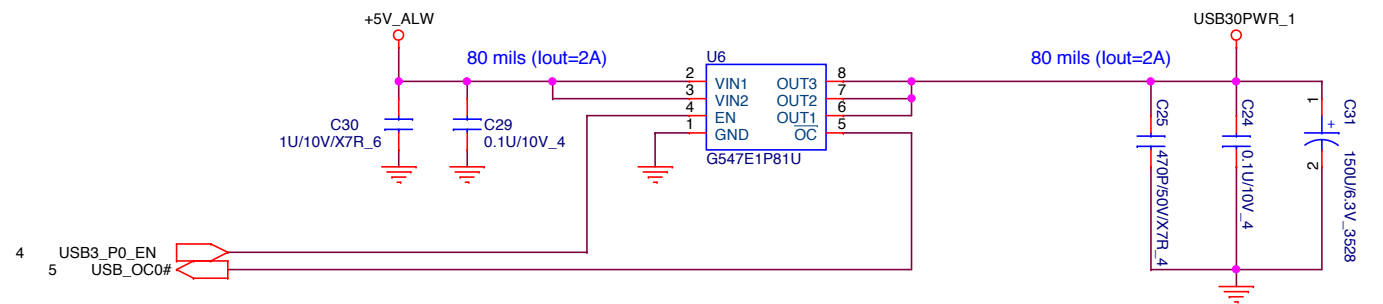 +5V_ALW
USB30PWR_1
80 mils (Iout=2A)
U6
80 mils (Iout=2A)
2 VIN1 OUT3 8
3 VIN2 OUT2 7
4 EN OUT1 6
1 GND OC 5
G547E1P81U
C30
1U/10V/X7R_6
C29
0.1U/10V_4
C25
470P/50V/X7R_4
C24
0.1U/10V_4
1
+
2
C31
150U/6.3V_3528
4 USB3_P0_EN
5 USB_OC0#